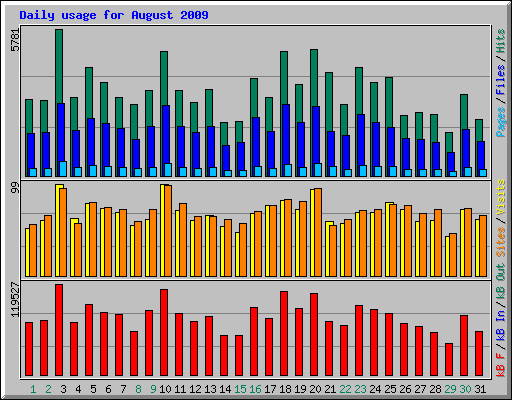 Daily usage for August 2009
5781
Pages / Files / Hits
99
Sites / Visits
119527
kB F / kB In / kB Out
1 2 3 4 5 6 7 8 9 10 11 12 13 14 15 16 17 18 19 20 21 22 23 24 25 26 27 28 29 30 31